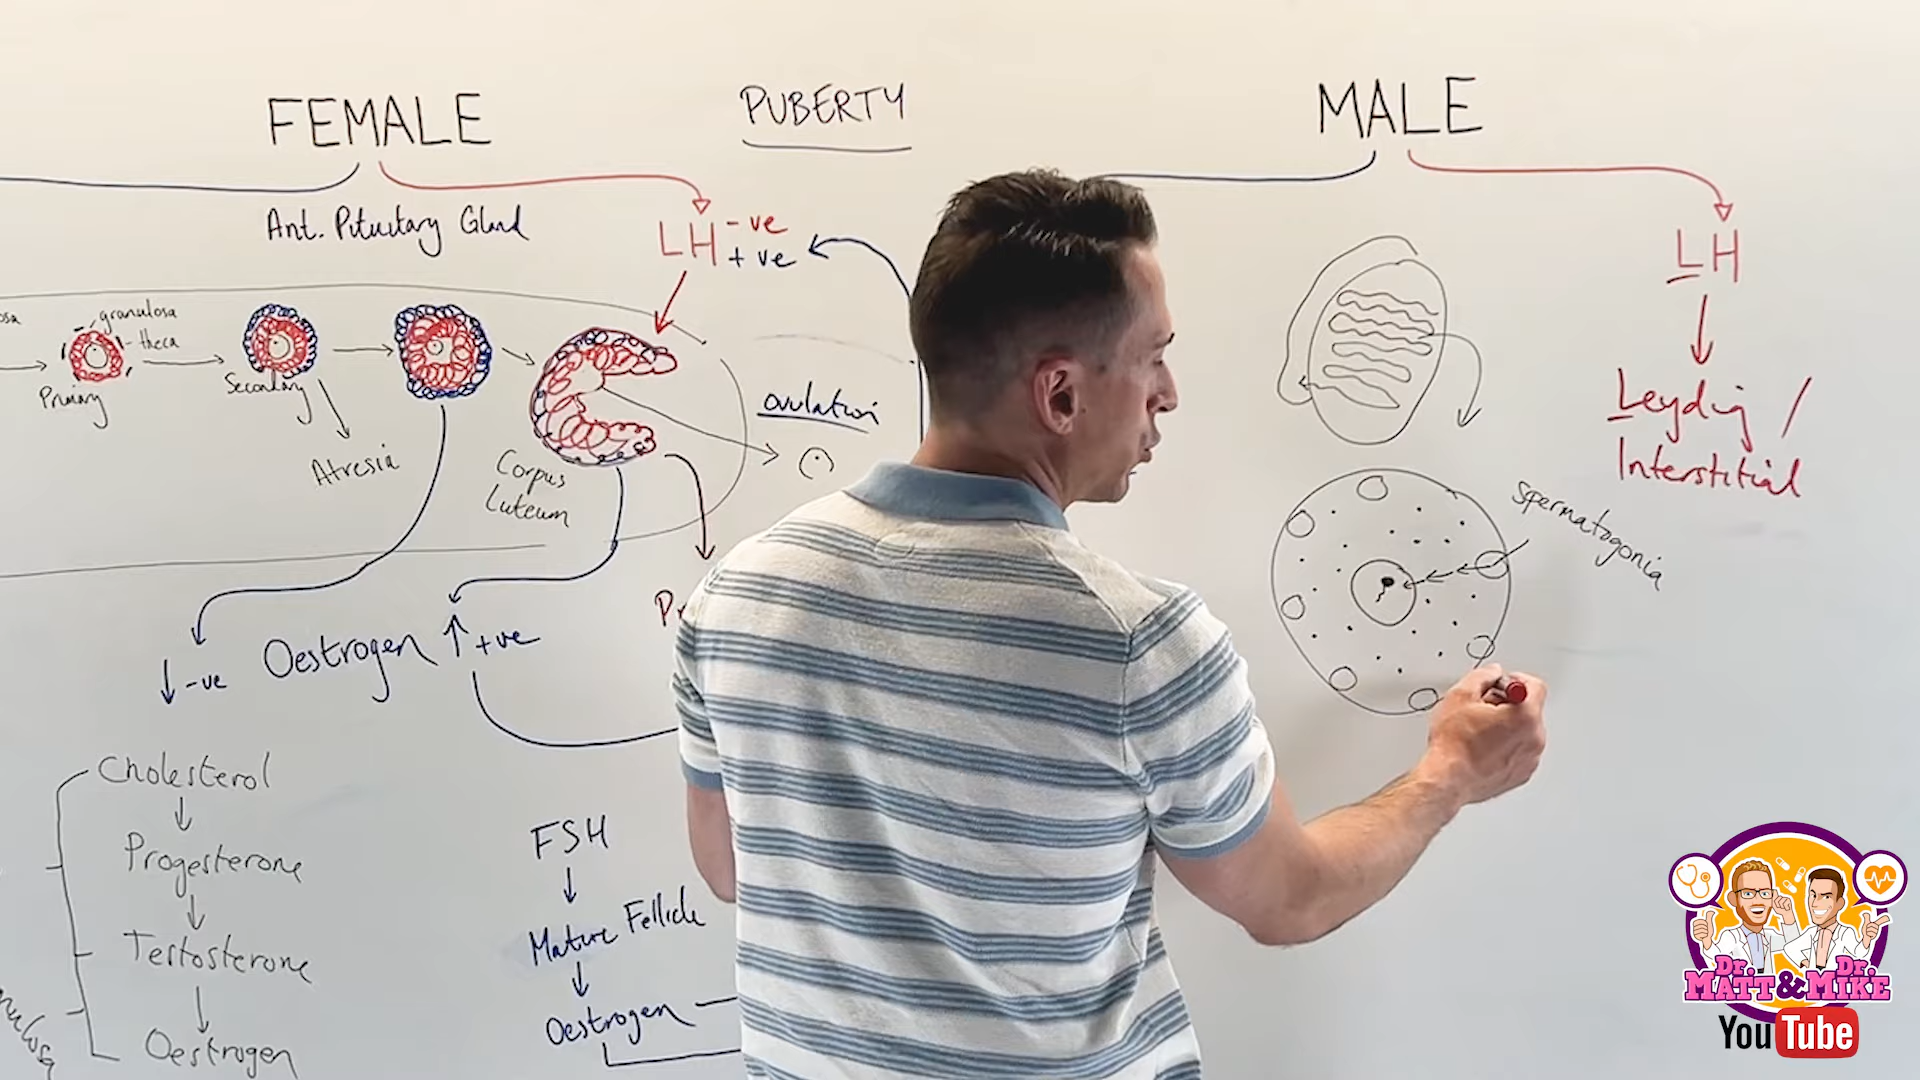 FEMALE
PUBERTY
MALE
Ant. Pituitary Gland
LH -ve
+ve
LH
granulosa
theca
Primary
Secondary
Atresia
Corpus
Luteum
ovulation
Leydig /
Interstitial
Spermatogonia
↓ -ve
Oestrogen ↑ +ve
Cholesterol
↓
Progesterone
↓
Testosterone
↓
Oestrogen
FSH
↓
Mature Follicle
↓
Oestrogen
Dr. Dr.
MATT & MIKE
YouTube